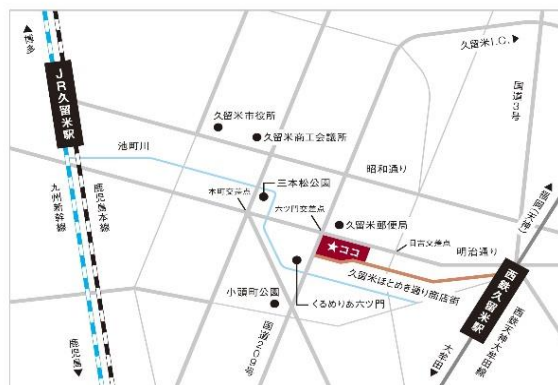 ▲博多
JR久留米駅
九州新幹線
鹿児島本線
鹿児島▼
池町川
久留米市役所
久留米商工会議所
三本松公園
本町交差点
六ツ門交差点
久留米郵便局
★ココ
日吉交差点
昭和通り
明治通り
久留米ほとめき通り商店街
くるめりあ六ツ門
小頭町公園
国道209号
久留米I.C.▶
国道3号
▲福岡(天神)
西鉄久留米駅
西鉄天神大牟田線
大牟田▼